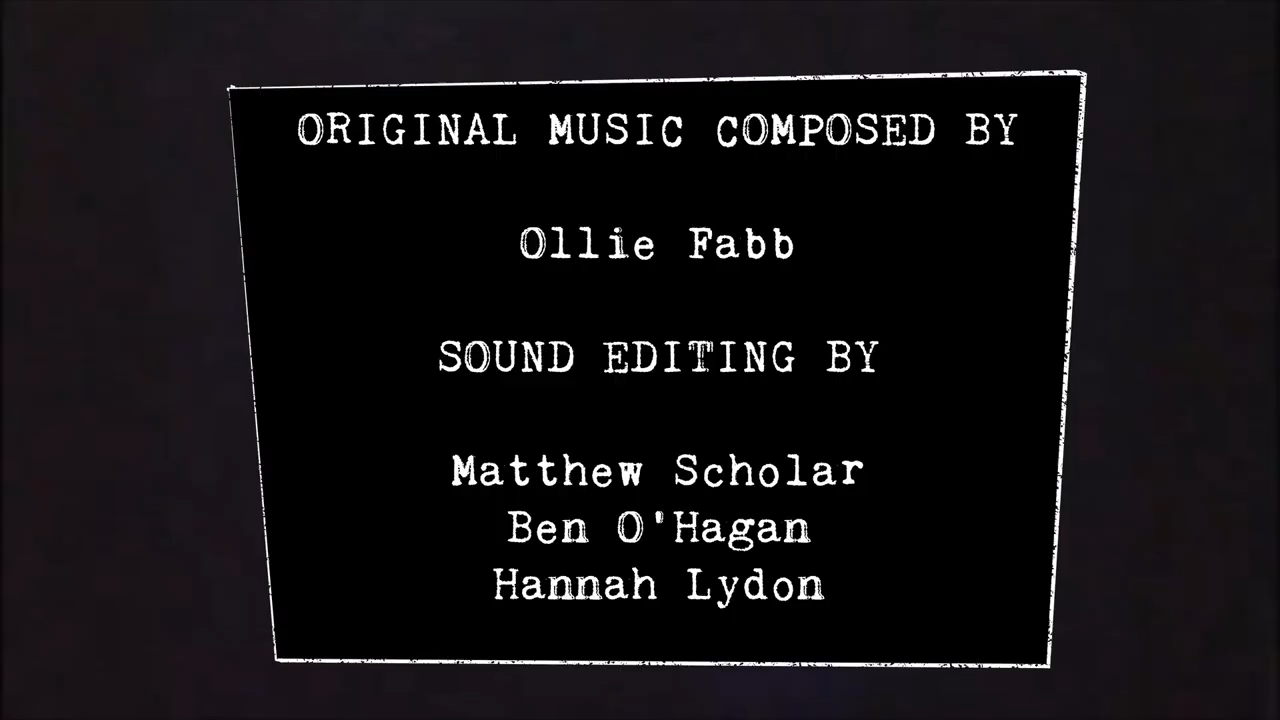 ORIGINAL MUSIC COMPOSED BY
Ollie Fabb
SOUND EDITING BY
Matthew Scholar
Ben O'Hagan
Hannah Lydon